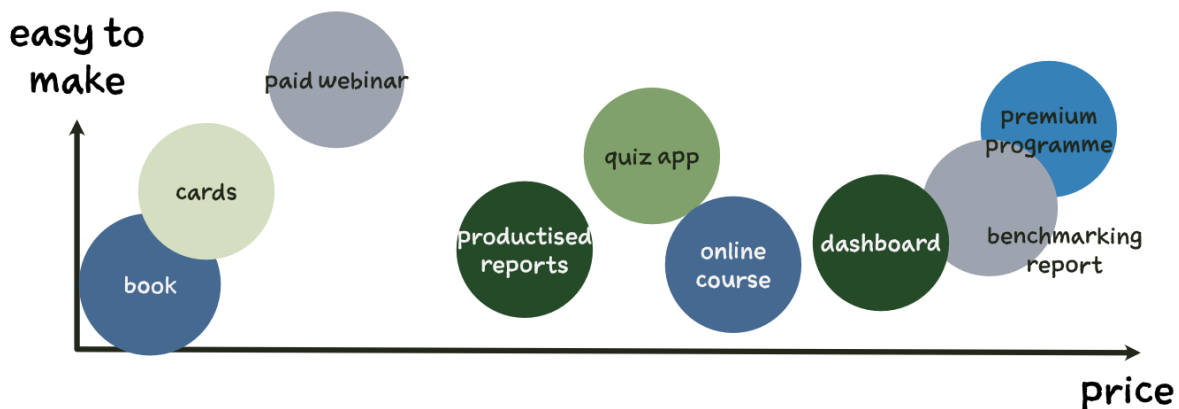 easy to
make
paid webinar
cards
book
productised
reports
quiz app
online
course
dashboard
premium
programme
benchmarking
report
price